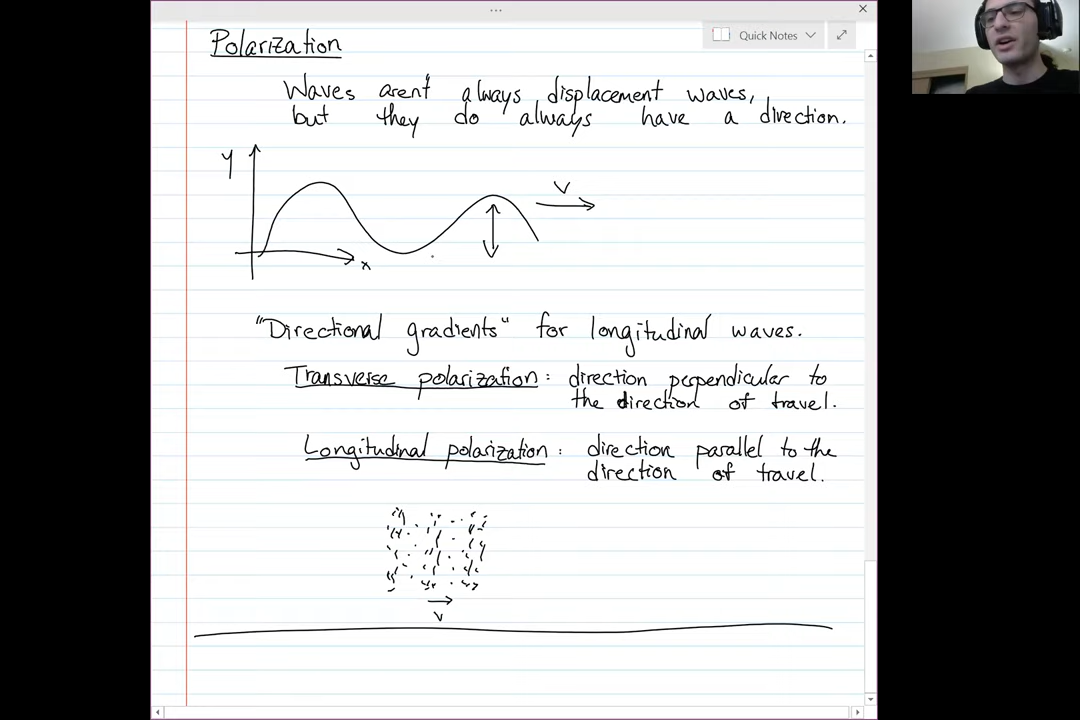 Quick Notes
Polarization
Waves aren't always displacement waves,
but they do always have a direction.
y
v
x
"Directional gradients" for longitudinal waves.
Transverse polarization: direction perpendicular to
the direction of travel.
Longitudinal polarization: direction parallel to the
direction of travel.
v